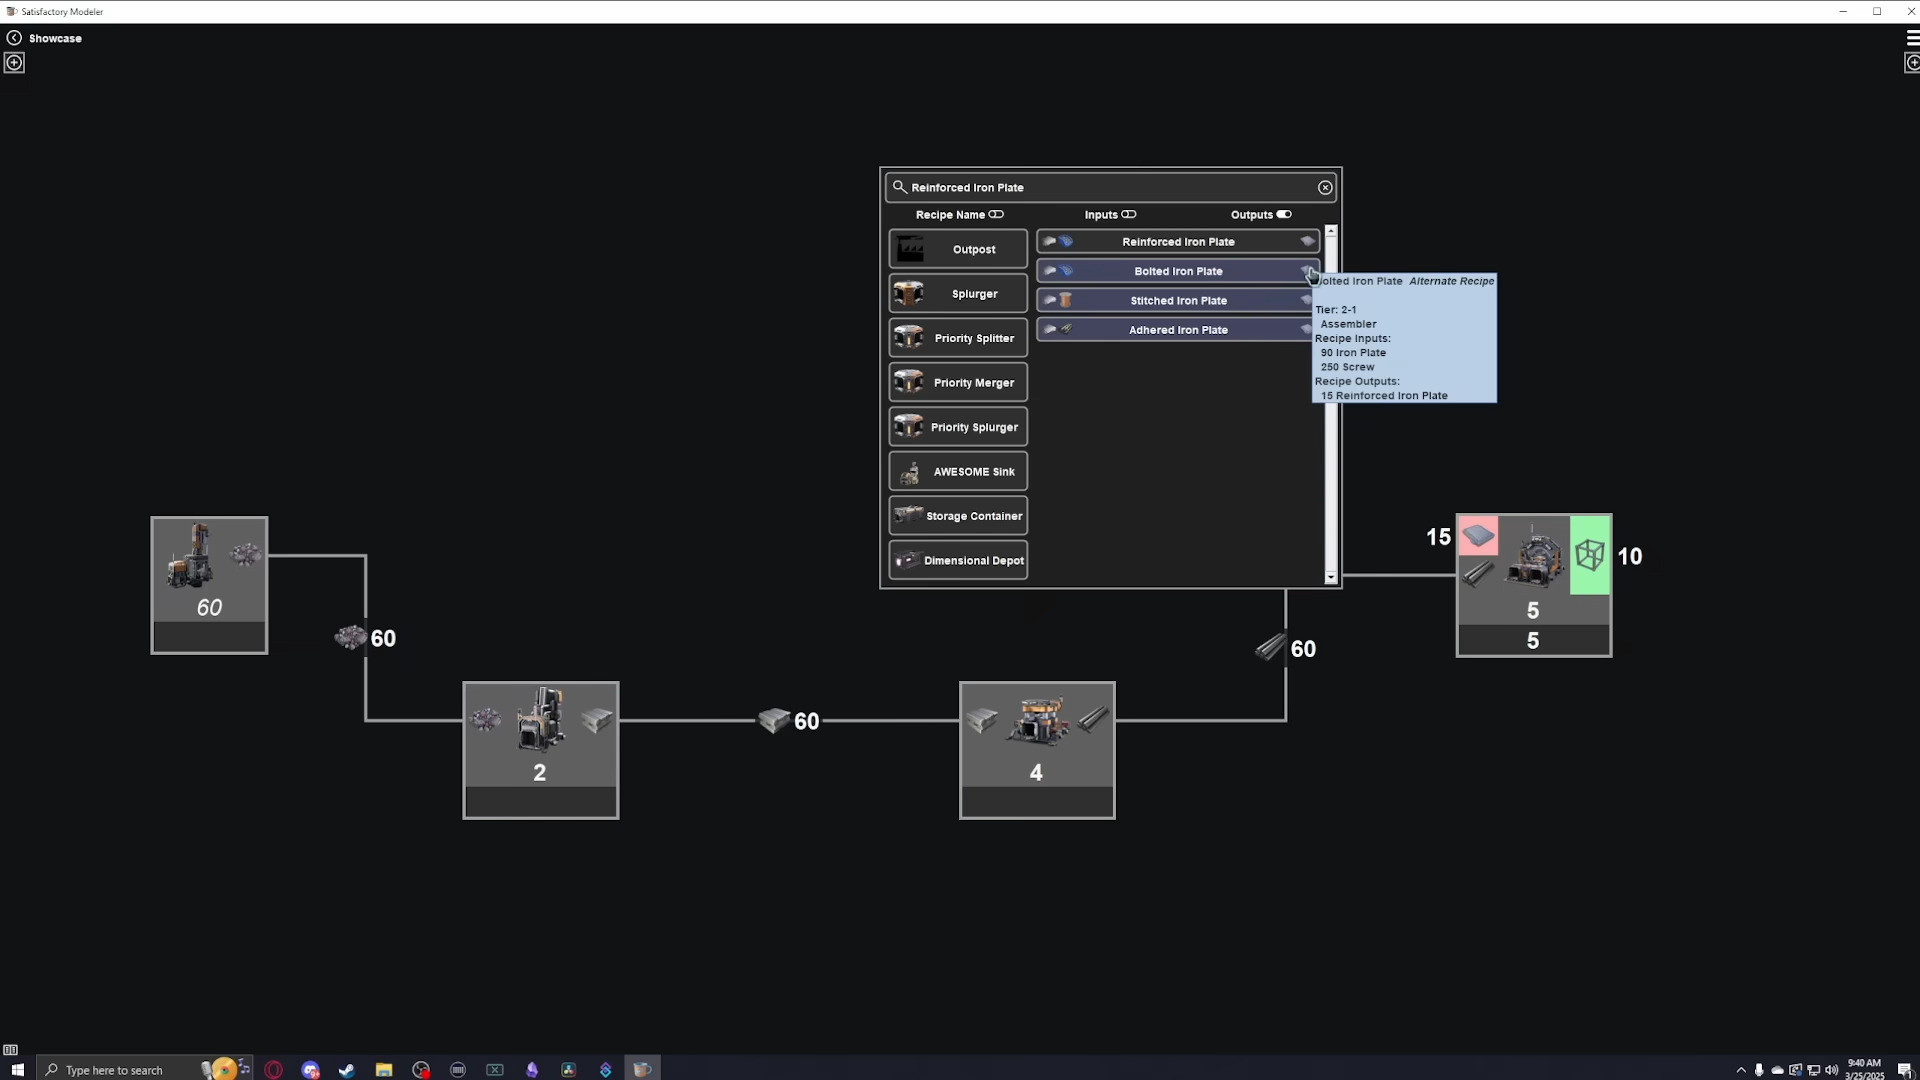 Satisfactory Modeler
Showcase
Reinforced Iron Plate
Recipe Name
Inputs
Outputs
Outpost
Splurger
Priority Splitter
Priority Merger
Priority Splurger
AWESOME Sink
Storage Container
Dimensional Depot
Reinforced Iron Plate
Bolted Iron Plate
Stitched Iron Plate
Adhered Iron Plate
olted Iron Plate Alternate Recipe
Tier: 2-1
Assembler
Recipe Inputs:
90 Iron Plate
250 Screw
Recipe Outputs:
15 Reinforced Iron Plate
60
60
2
60
4
60
15
10
5
5
Type here to search
9:40 AM
3/25/2025